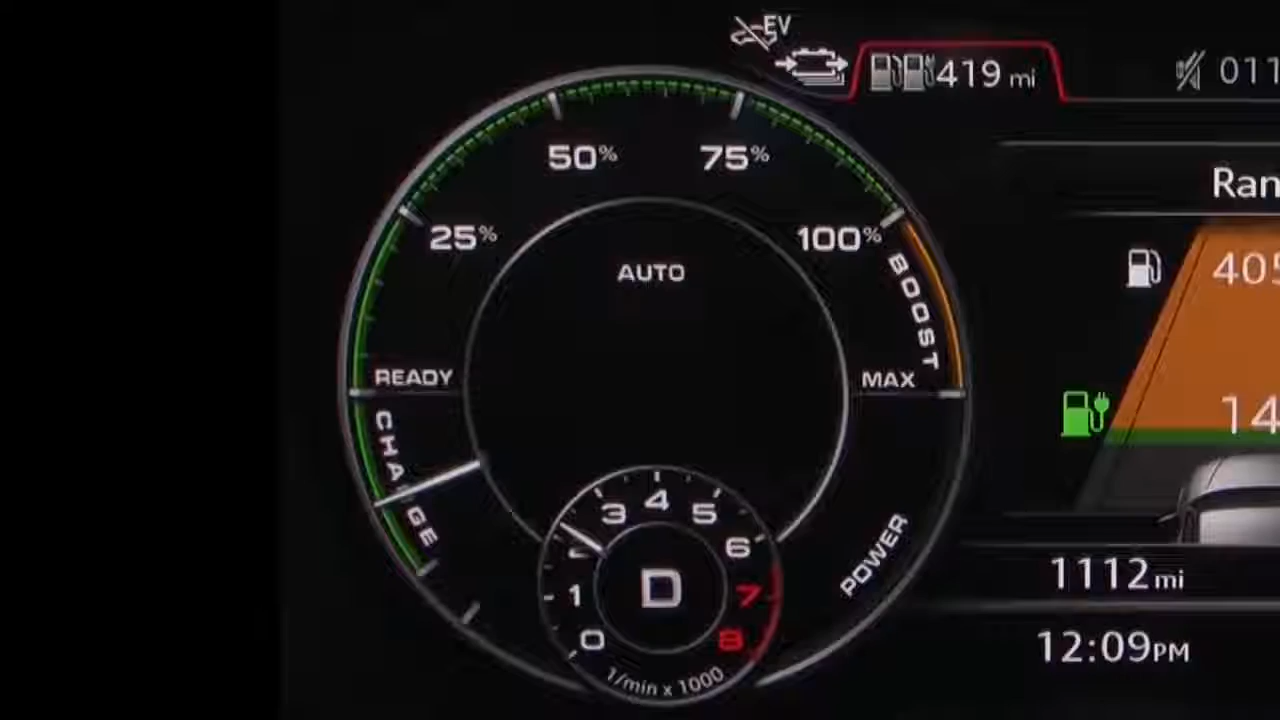 EV
419 mi
011
50% 75%
Ran
25% 100%
BOOST
AUTO
405
READY
MAX
CHARGE
14
3 4 5
2 6
POWER
1112 mi
1 D 7
0 8
12:09PM
1/min x 1000